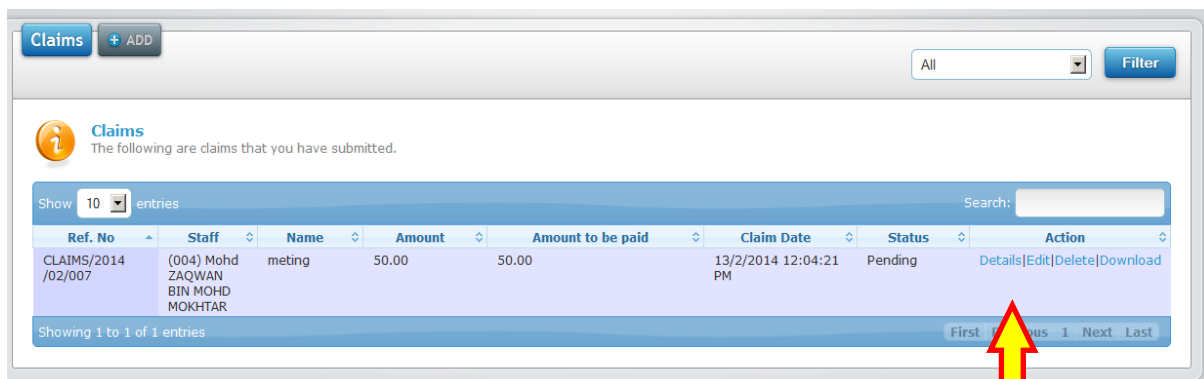 Claims + ADD
All Filter
Claims
The following are claims that you have submitted.
Show 10 entries Search:
Ref. No Staff Name Amount Amount to be paid Claim Date Status Action
CLAIMS/2014 (004) Mohd meting 50.00 50.00 13/2/2014 12:04:21 Pending Details|Edit|Delete|Download
/02/007 ZAQWAN PM
BIN MOHD
MOKHTAR
Showing 1 to 1 of 1 entries First 1 Next Last